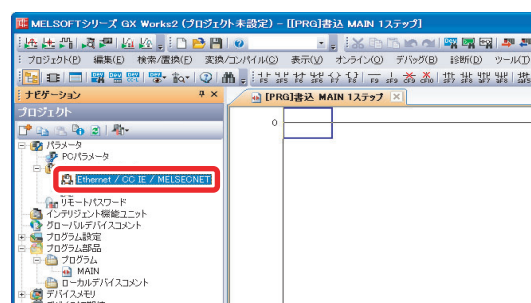 MELSOFTシリーズ GX Works2 (プロジェクト未設定) - [[PRG]書込 MAIN 1ステップ]
プロジェクト(P) 編集(E) 検索/置換(F) 変換/コンパイル(C) 表示(V) オンライン(O) デバッグ(B) 診断(D) ツール(T)
ナビゲーション
[PRG]書込 MAIN 1ステップ
プロジェクト
0
パラメータ
PCパラメータ
Ethernet / CC IE / MELSECNET
リモートパスワード
インテリジェント機能ユニット
グローバルデバイスコメント
プログラム設定
プログラム部品
プログラム
MAIN
ローカルデバイスコメント
デバイスメモリ